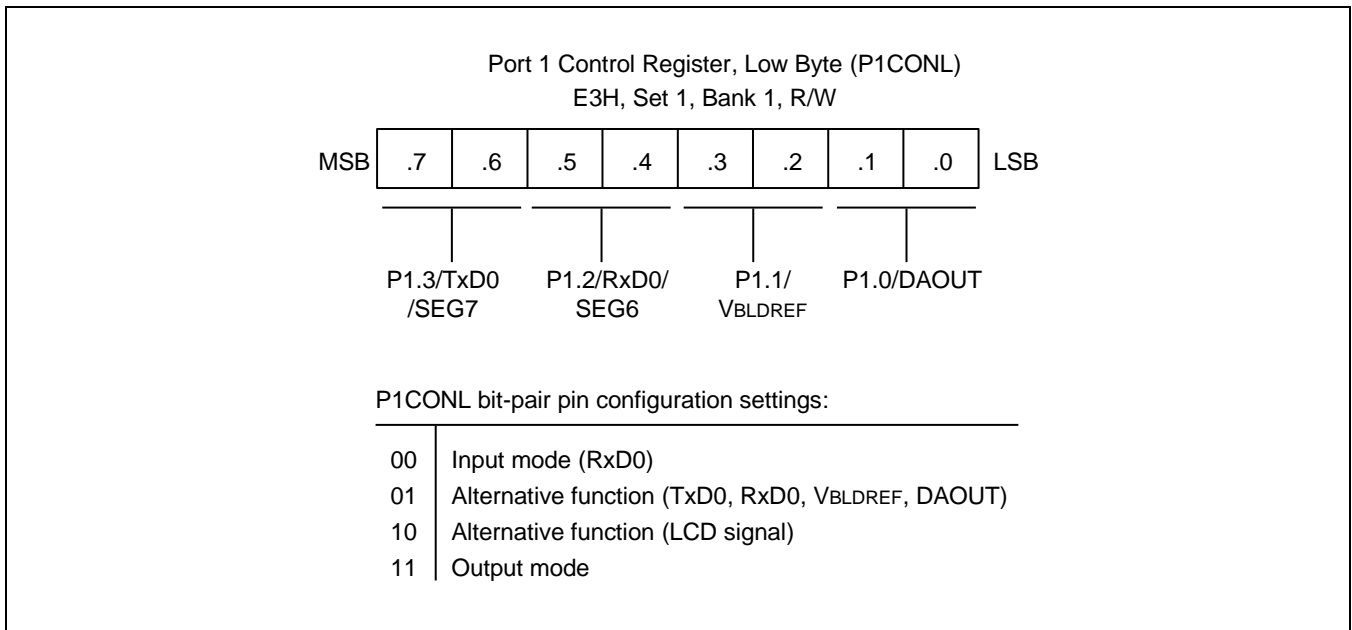 Port 1 Control Register, Low Byte (P1CONL)
E3H, Set 1, Bank 1, R/W
MSB .7 .6 .5 .4 .3 .2 .1 .0 LSB
P1.3/TxD0 P1.2/RxD0/ P1.1/ P1.0/DAOUT
/SEG7 SEG6 VBLDREF
P1CONL bit-pair pin configuration settings:
00 Input mode (RxD0)
01 Alternative function (TxD0, RxD0, VBLDREF, DAOUT)
10 Alternative function (LCD signal)
11 Output mode